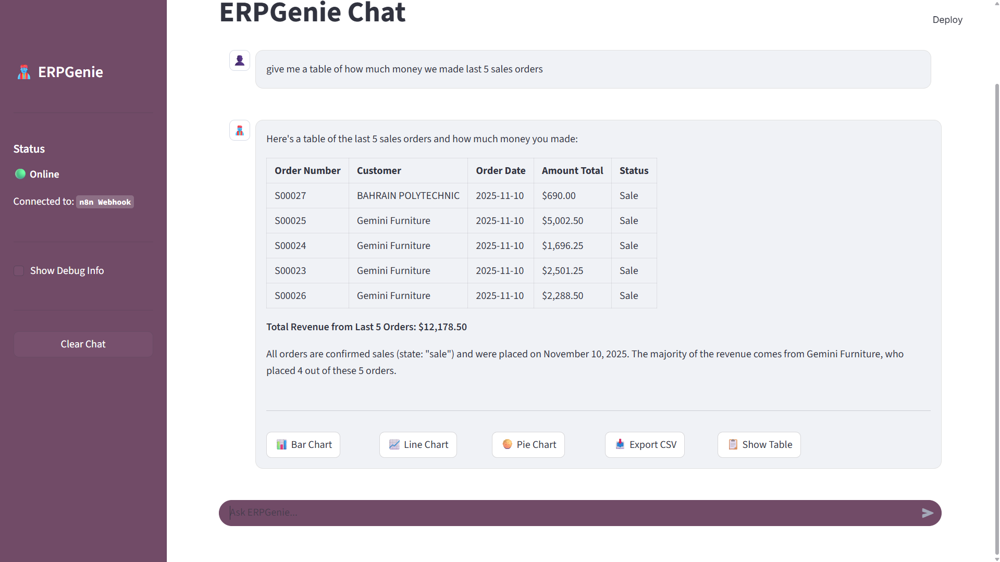 ERPGenie Chat
Deploy
ERPGenie
Status
Online
Connected to: n8n Webhook
Show Debug Info
Clear Chat
give me a table of how much money we made last 5 sales orders
Here's a table of the last 5 sales orders and how much money you made:
Order Number Customer Order Date Amount Total Status
S00027 BAHRAIN POLYTECHNIC 2025-11-10 $690.00 Sale
S00025 Gemini Furniture 2025-11-10 $5,002.50 Sale
S00024 Gemini Furniture 2025-11-10 $1,696.25 Sale
S00023 Gemini Furniture 2025-11-10 $2,501.25 Sale
S00026 Gemini Furniture 2025-11-10 $2,288.50 Sale
Total Revenue from Last 5 Orders: $12,178.50
All orders are confirmed sales (state: "sale") and were placed on November 10, 2025. The majority of the revenue comes from Gemini Furniture, who
placed 4 out of these 5 orders.
Bar Chart Line Chart Pie Chart Export CSV Show Table
Ask ERPGenie...